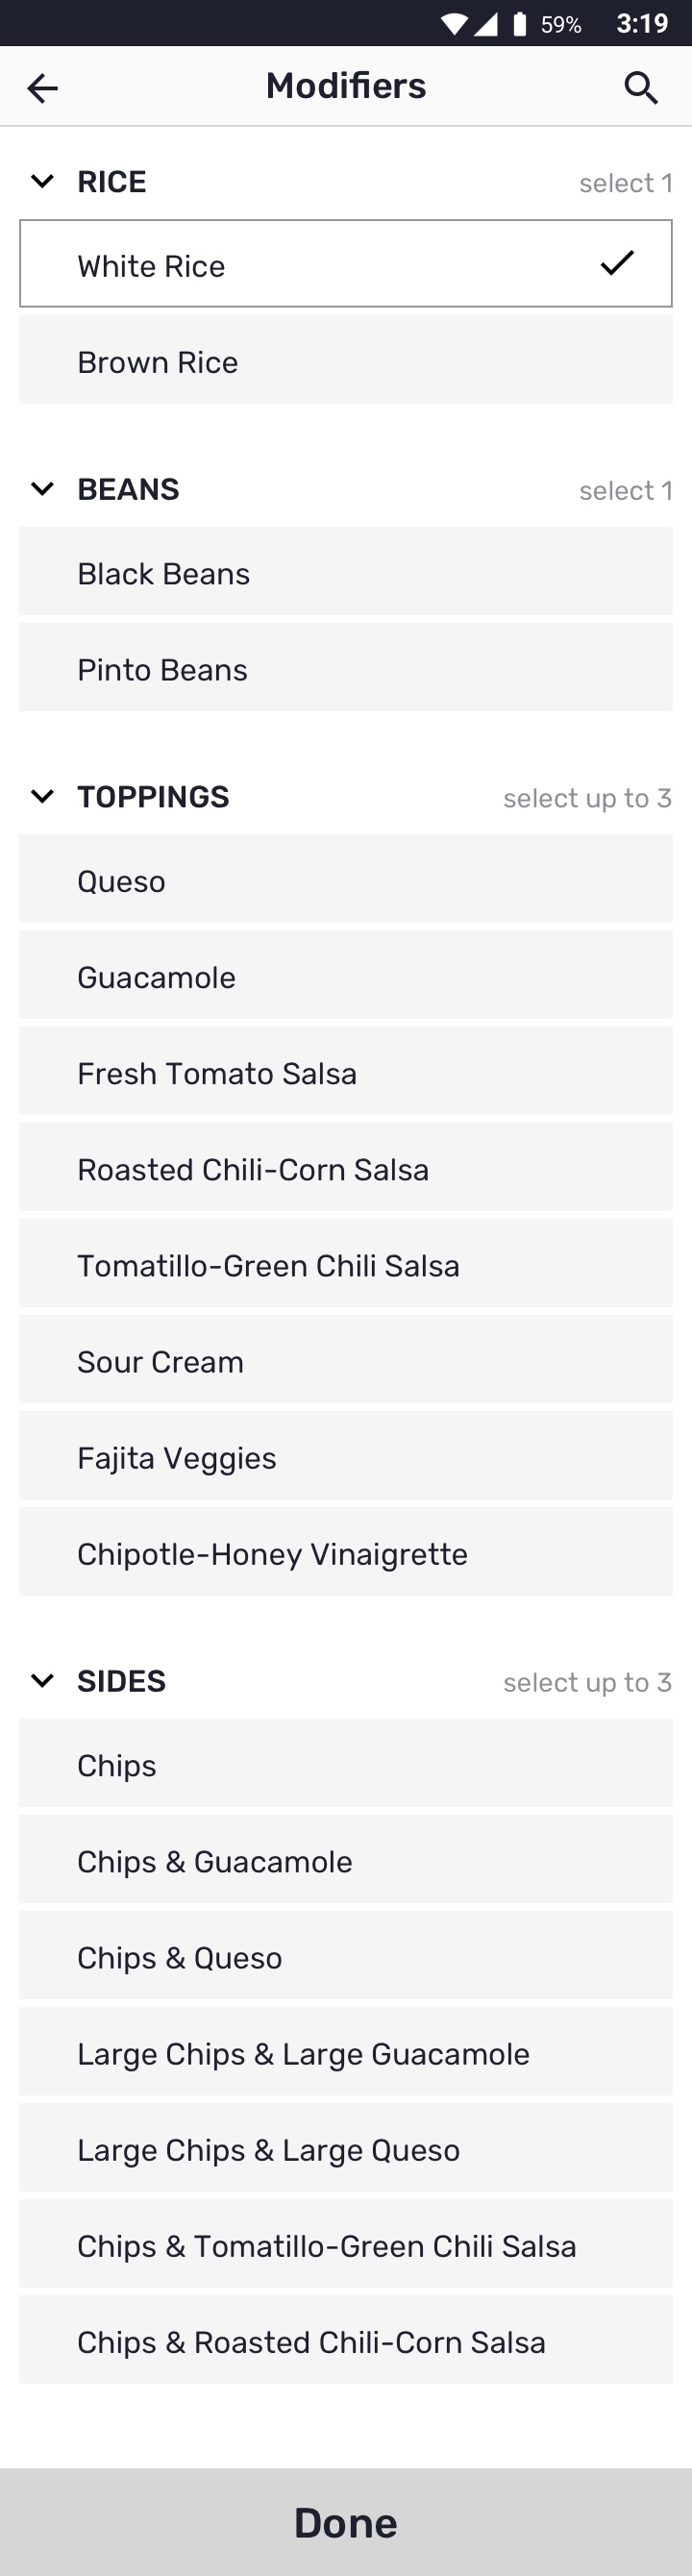 59% 3:19
Modifiers
RICE select 1
White Rice
Brown Rice
BEANS select 1
Black Beans
Pinto Beans
TOPPINGS select up to 3
Queso
Guacamole
Fresh Tomato Salsa
Roasted Chili-Corn Salsa
Tomatillo-Green Chili Salsa
Sour Cream
Fajita Veggies
Chipotle-Honey Vinaigrette
SIDES select up to 3
Chips
Chips & Guacamole
Chips & Queso
Large Chips & Large Guacamole
Large Chips & Large Queso
Chips & Tomatillo-Green Chili Salsa
Chips & Roasted Chili-Corn Salsa
Done